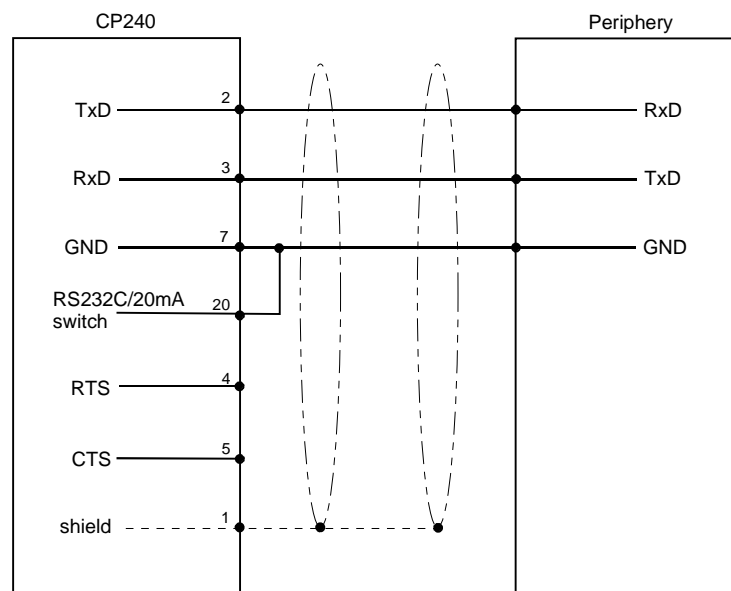 CP240 Periphery
TxD 2 RxD
RxD 3 TxD
GND 7 GND
RS232C/20mA 20
switch
RTS 4
CTS 5
shield 1